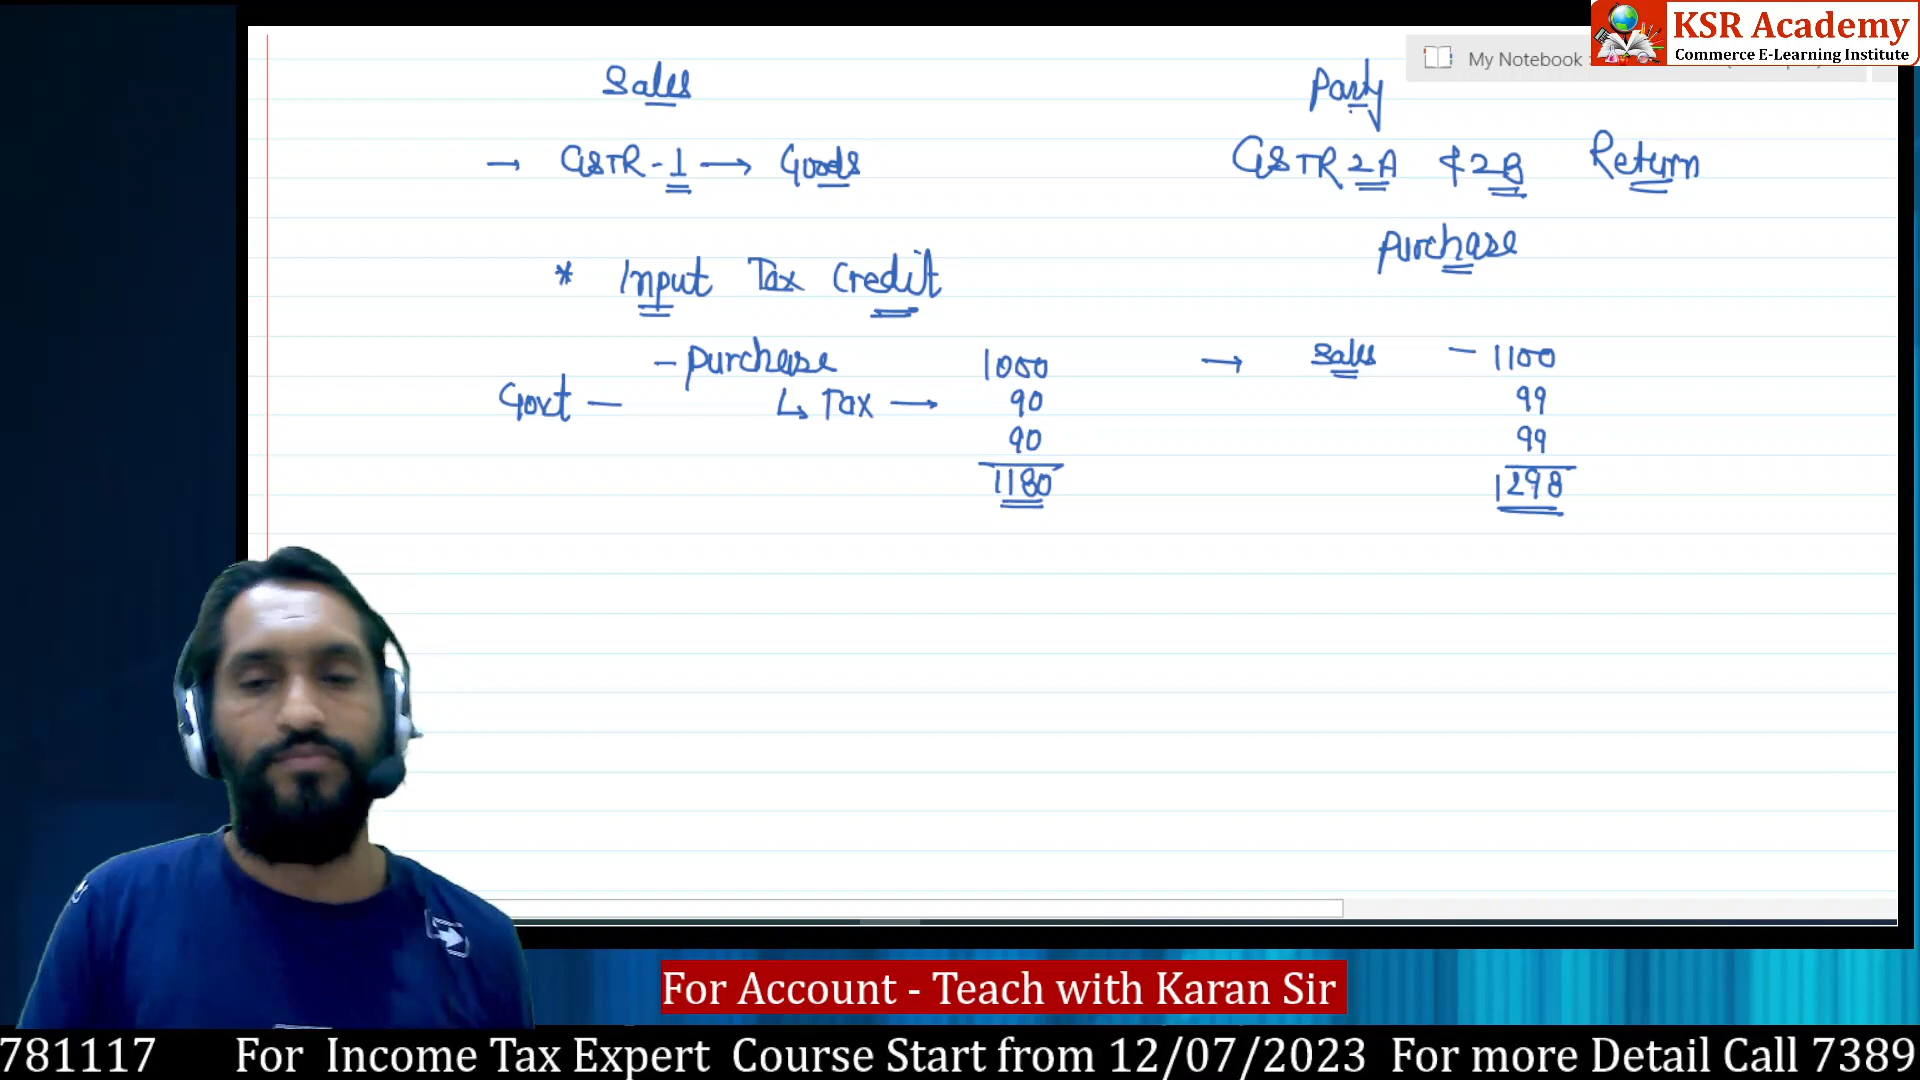 KSR Academy
Commerce E-Learning Institute
My Notebook
Sales
Party
→ GSTR-1 → Goods
GSTR 2A & 2B Return
Purchase
* Input Tax Credit
- Purchase 1000 → Sales - 1100
Govt - ↳ Tax → 90 99
90 99
1180 1298
For Account - Teach with Karan Sir
781117 For Income Tax Expert Course Start from 12/07/2023 For more Detail Call 7389